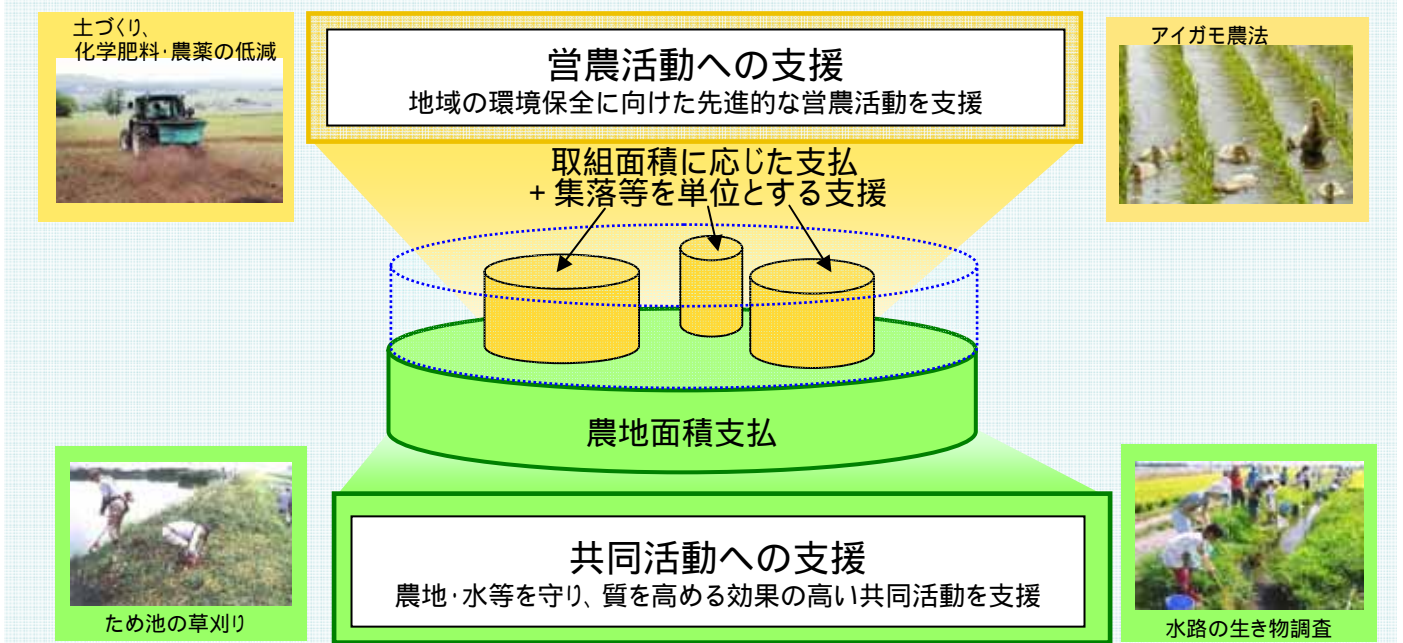 土づくり、
化学肥料・農薬の低減
営農活動への支援
地域の環境保全に向けた先進的な営農活動を支援
アイガモ農法
取組面積に応じた支払
+ 集落等を単位とする支援
農地面積支払
共同活動への支援
農地・水等を守り、質を高める効果の高い共同活動を支援
ため池の草刈り
水路の生き物調査